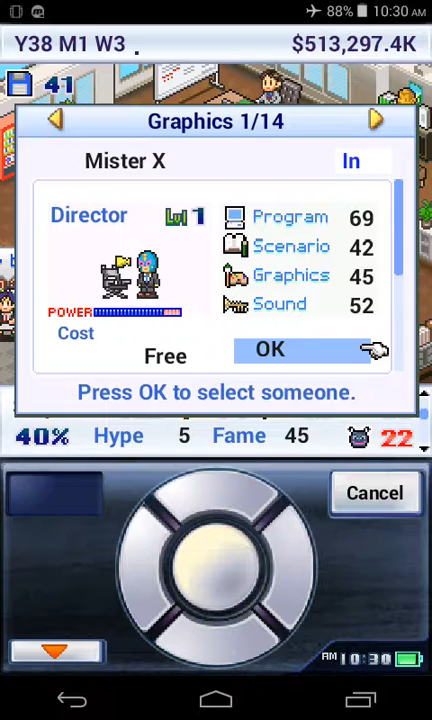 88% 10:30 AM
Y38 M1 W3 $513,297.4K
41
Graphics 1/14
Mister X In
Director Lvl 1
Program 69
Scenario 42
Graphics 45
Sound 52
POWER
Cost
Free
OK
Press OK to select someone.
40% Hype 5 Fame 45 22
Cancel
AM 10:30